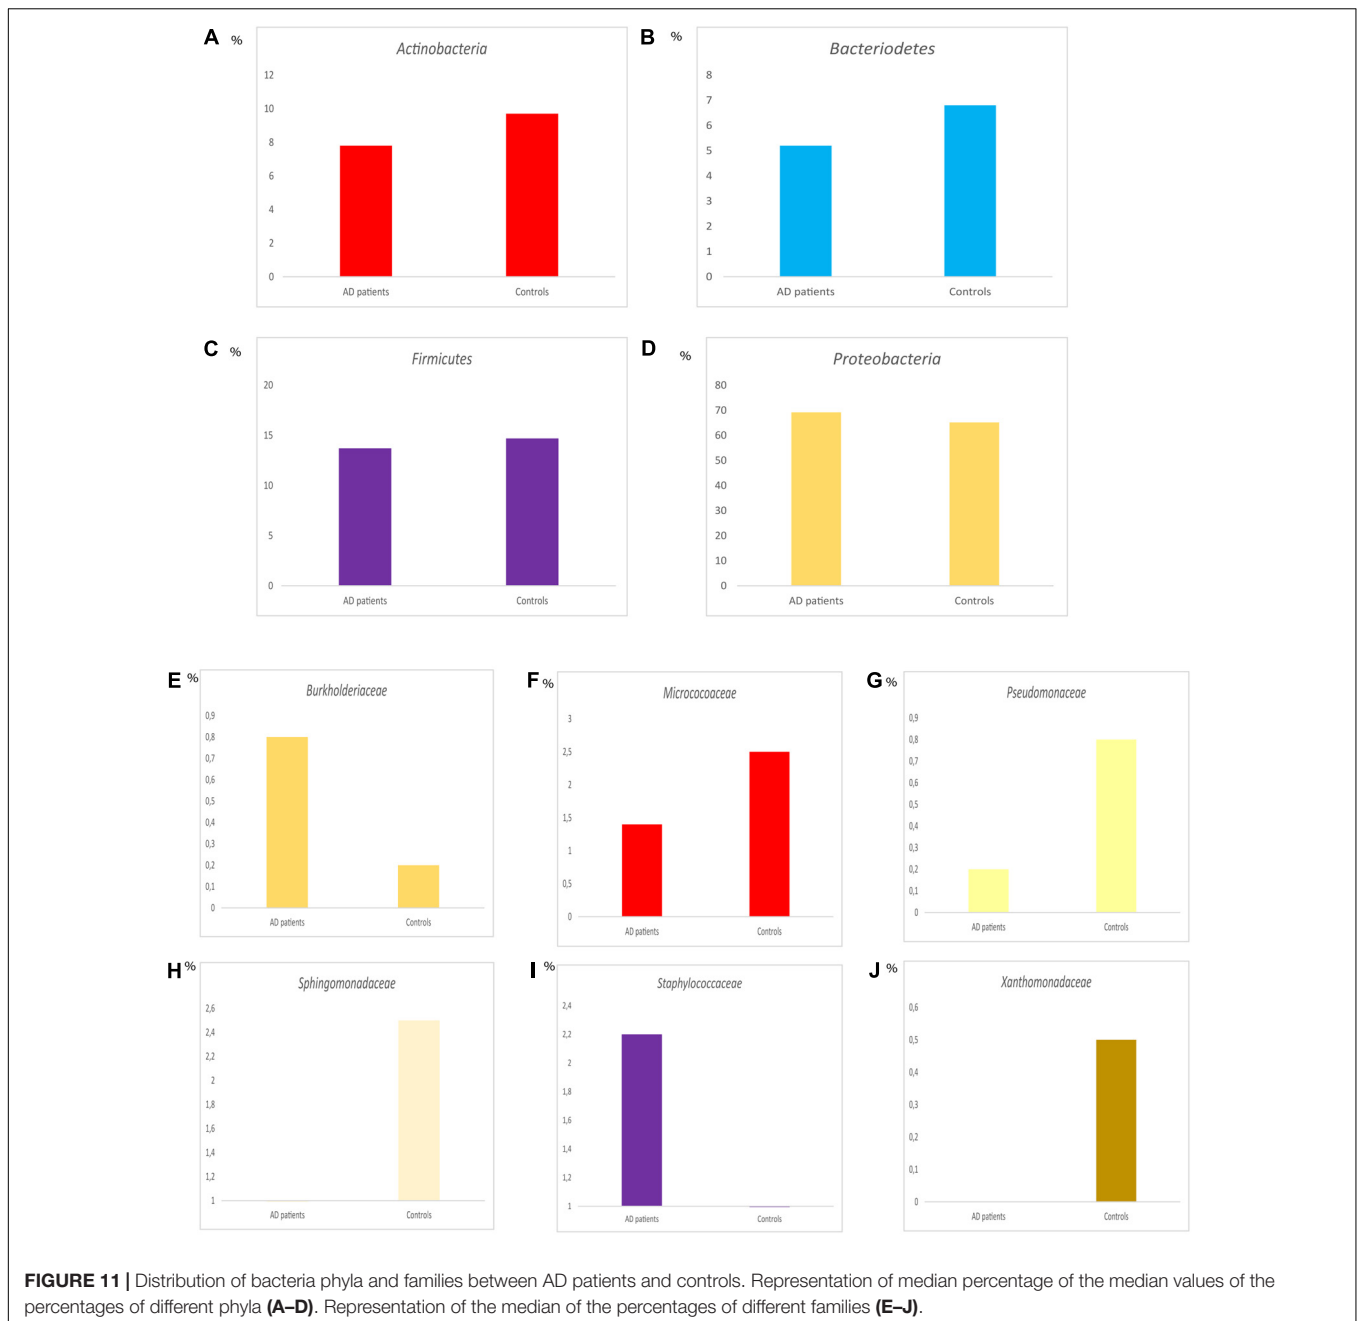 A %
Actinobacteria
12
10
8
6
4
2
0
AD patients Controls
B %
Bacteriodetes
8
7
6
5
4
3
2
1
0
AD patients Controls
C %
Firmicutes
20
15
10
5
0
AD patients Controls
D %
Proteobacteria
80
70
60
50
40
30
20
10
0
AD patients Controls
E %
Burkholderiaceae
0,9
0,8
0,7
0,6
0,5
0,4
0,3
0,2
0,1
0
AD patients Controls
F %
Micrococoaceae
3
2,5
2
1,5
1
0,5
0
AD patients Controls
G %
Pseudomonaceae
0,9
0,8
0,7
0,6
0,5
0,4
0,3
0,2
0,1
0
AD patients Controls
H %
Sphingomonadaceae
2,6
2,4
2,2
2
1,8
1,6
1,4
1,2
1
AD patients Controls
I %
Staphylococcaceae
2,4
2,2
2
1,8
1,6
1,4
1,2
1
AD patients Controls
J %
Xanthomonadaceae
0,6
0,5
0,4
0,3
0,2
0,1
0
AD patients Controls
FIGURE 11 | Distribution of bacteria phyla and families between AD patients and controls. Representation of median percentage of the median values of the
percentages of different phyla (A–D). Representation of the median of the percentages of different families (E–J).